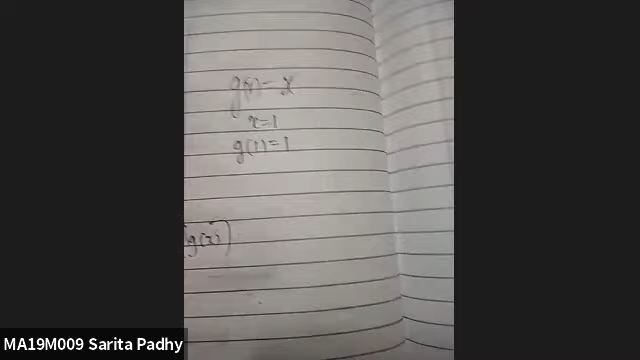 g(x) = x
x=1
g(1)=1
g(x)
MA19M009 Sarita Padhy